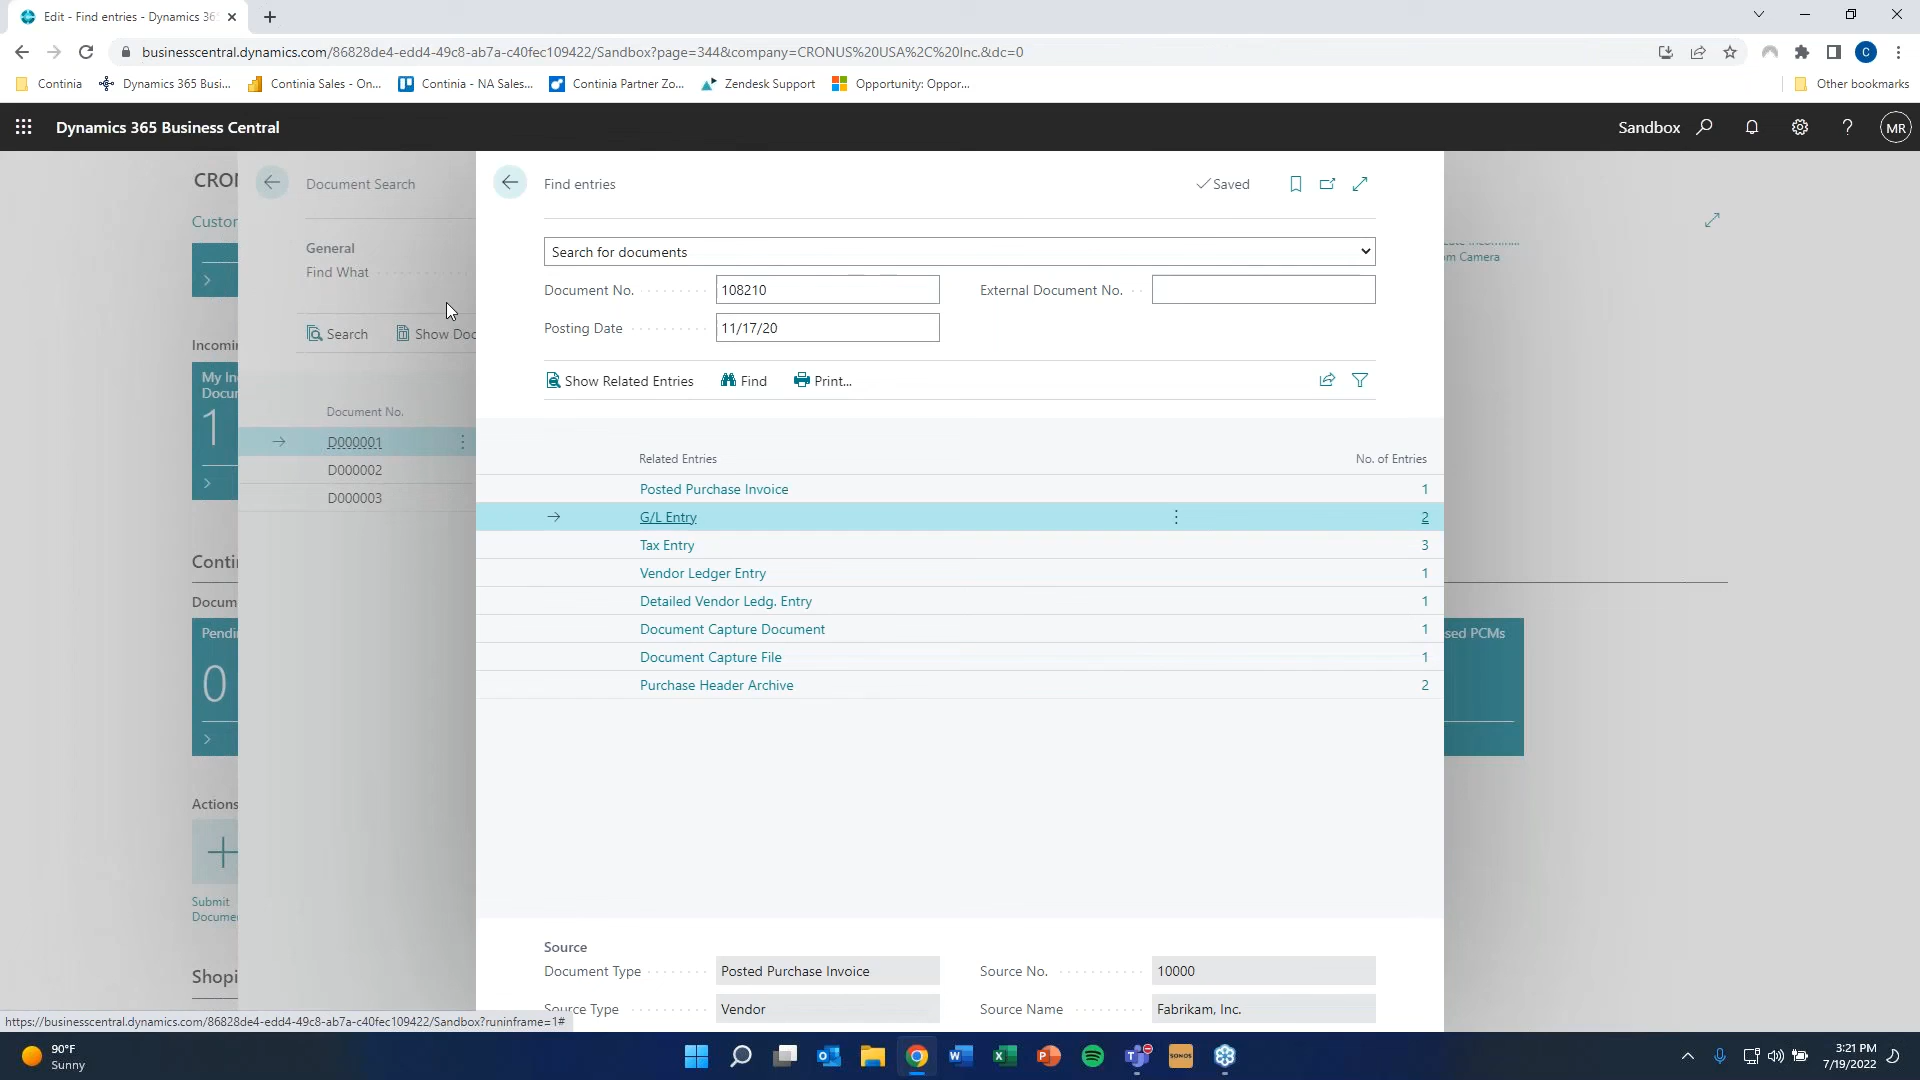 Edit - Find entries - Dynamics 36
businesscentral.dynamics.com/86828de4-edd4-49c8-ab7a-c40fec109422/Sandbox?page=344&company=CRONUS%20USA%2C%20Inc.&dc=0
C
Continia
Dynamics 365 Busi...
Continia Sales - On...
Continia - NA Sales...
Continia Partner Zo...
Zendesk Support
Opportunity: Oppor...
Other bookmarks
Dynamics 365 Business Central
Sandbox
MR
CRON
Document Search
Find entries
Saved
Custor
General
Find What
Search for documents
om Camera
Document No. 108210
External Document No.
Posting Date 11/17/20
Search
Show Doc
Incomin
Show Related Entries
Find
Print...
My In
Docur
1
Document No.
D000001
D000002
D000003
Related Entries No. of Entries
Posted Purchase Invoice 1
G/L Entry 2
Tax Entry 3
Vendor Ledger Entry 1
Detailed Vendor Ledg. Entry 1
Document Capture Document 1
Document Capture File 1
Purchase Header Archive 2
Contin
Docum
Pendi
0
sed PCMs
Actions
Submit
Docume
Shopi
Source
Document Type Posted Purchase Invoice
Source No. 10000
Source Type Vendor
Source Name Fabrikam, Inc.
https://businesscentral.dynamics.com/86828de4-edd4-49c8-ab7a-c40fec109422/Sandbox?runinframe=1#
90°F
Sunny
SONOS
3:21 PM
7/19/2022